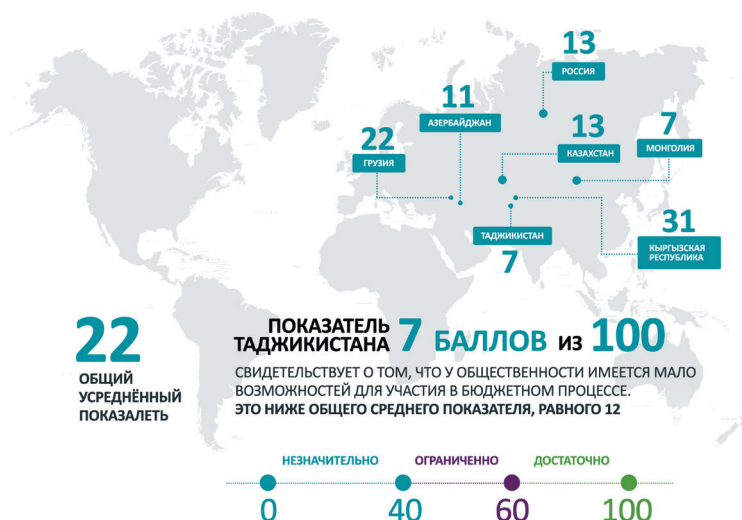 13
РОССИЯ
11
АЗЕРБАЙДЖАН
22
ГРУЗИЯ
13
КАЗАХСТАН
7
МОНГОЛИЯ
ТАДЖИКИСТАН
7
31
КЫРГЫЗСКАЯ
РЕСПУБЛИКА
22
ОБЩИЙ
УСРЕДНЁННЫЙ
ПОКАЗАЛЕТЬ
ПОКАЗАТЕЛЬ
ТАДЖИКИСТАНА 7 БАЛЛОВ ИЗ 100
СВИДЕТЕЛЬСТВУЕТ О ТОМ, ЧТО У ОБЩЕСТВЕННОСТИ ИМЕЕТСЯ МАЛО
ВОЗМОЖНОСТЕЙ ДЛЯ УЧАСТИЯ В БЮДЖЕТНОМ ПРОЦЕССЕ.
ЭТО НИЖЕ ОБЩЕГО СРЕДНЕГО ПОКАЗАТЕЛЯ, РАВНОГО 12
НЕЗНАЧИТЕЛЬНО ОГРАНИЧЕННО ДОСТАТОЧНО
0 40 60 100